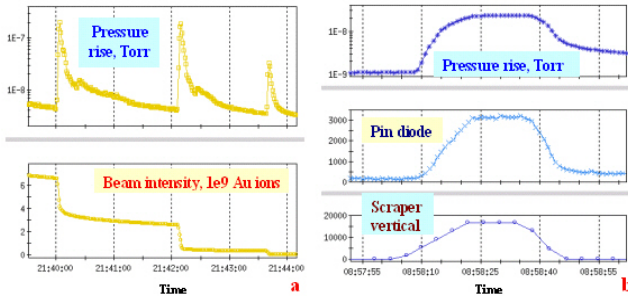 1E-7
1E-8
Pressure
rise, Torr
6
4
2
0
Beam intensity, 1e9 Au ions
21:40:00 21:41:00 21:42:00 21:43:00 21:44:00
Time
a
1E-8
1E-9
Pressure rise, Torr
3000
2000
1000
0
Pin diode
20000
10000
0
Scraper
vertical
08:57:55 08:58:10 08:58:25 08:58:40 08:58:55
Time
b